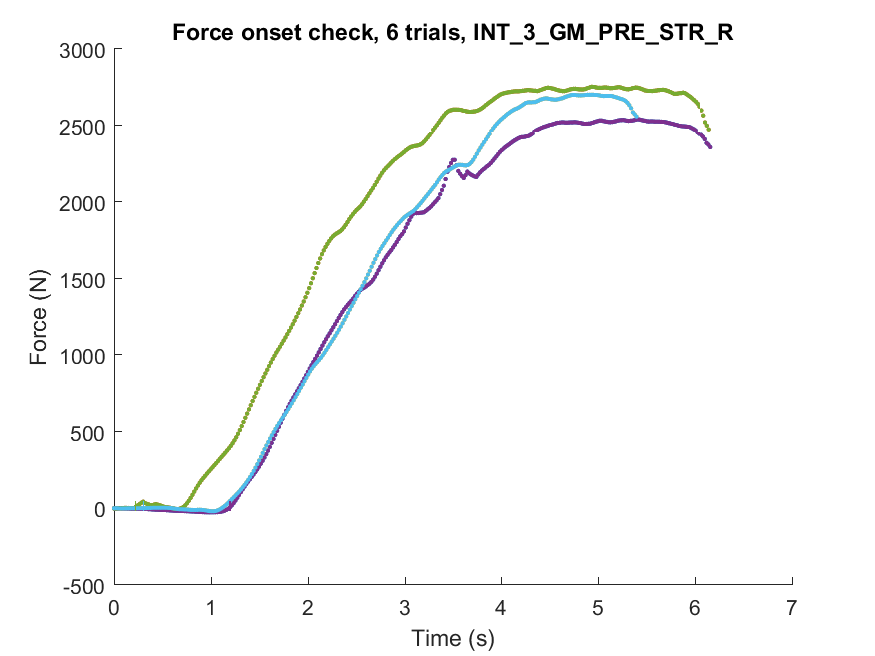 Force onset check, 6 trials, INT_3_GM_PRE_STR_R
3000
2500
2000
1500
1000
500
0
-500
Force (N)
0 1 2 3 4 5 6 7
Time (s)